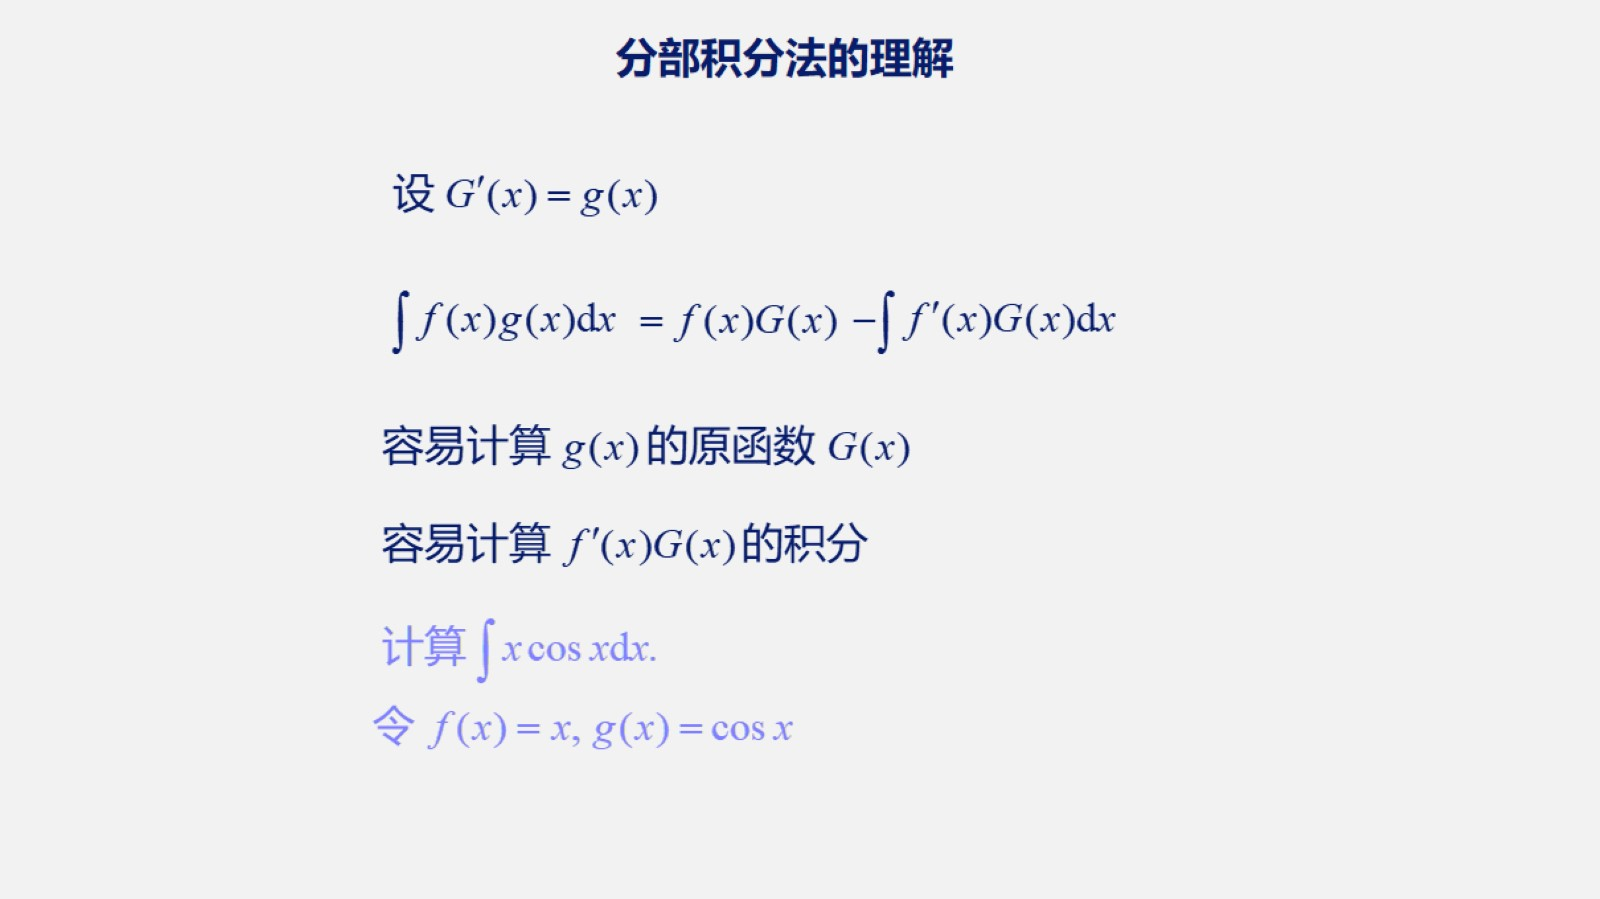 分部积分法的理解
设 G′(x) = g(x)
∫ f(x)g(x)dx = f(x)G(x) − ∫ f′(x)G(x)dx
容易计算 g(x) 的原函数 G(x)
容易计算 f′(x)G(x) 的积分
计算 ∫ x cos xdx.
令 f(x) = x, g(x) = cos x